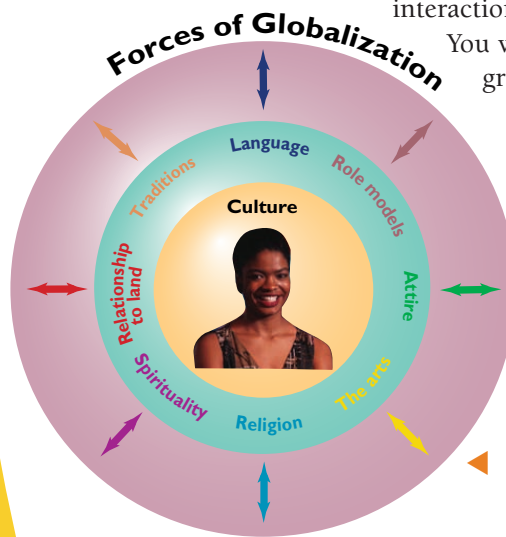 interaction
You w
gr
Forces of Globalization
Language
Role models
Attire
The arts
Religion
Spirituality
Relationship
to land
Traditions
Culture